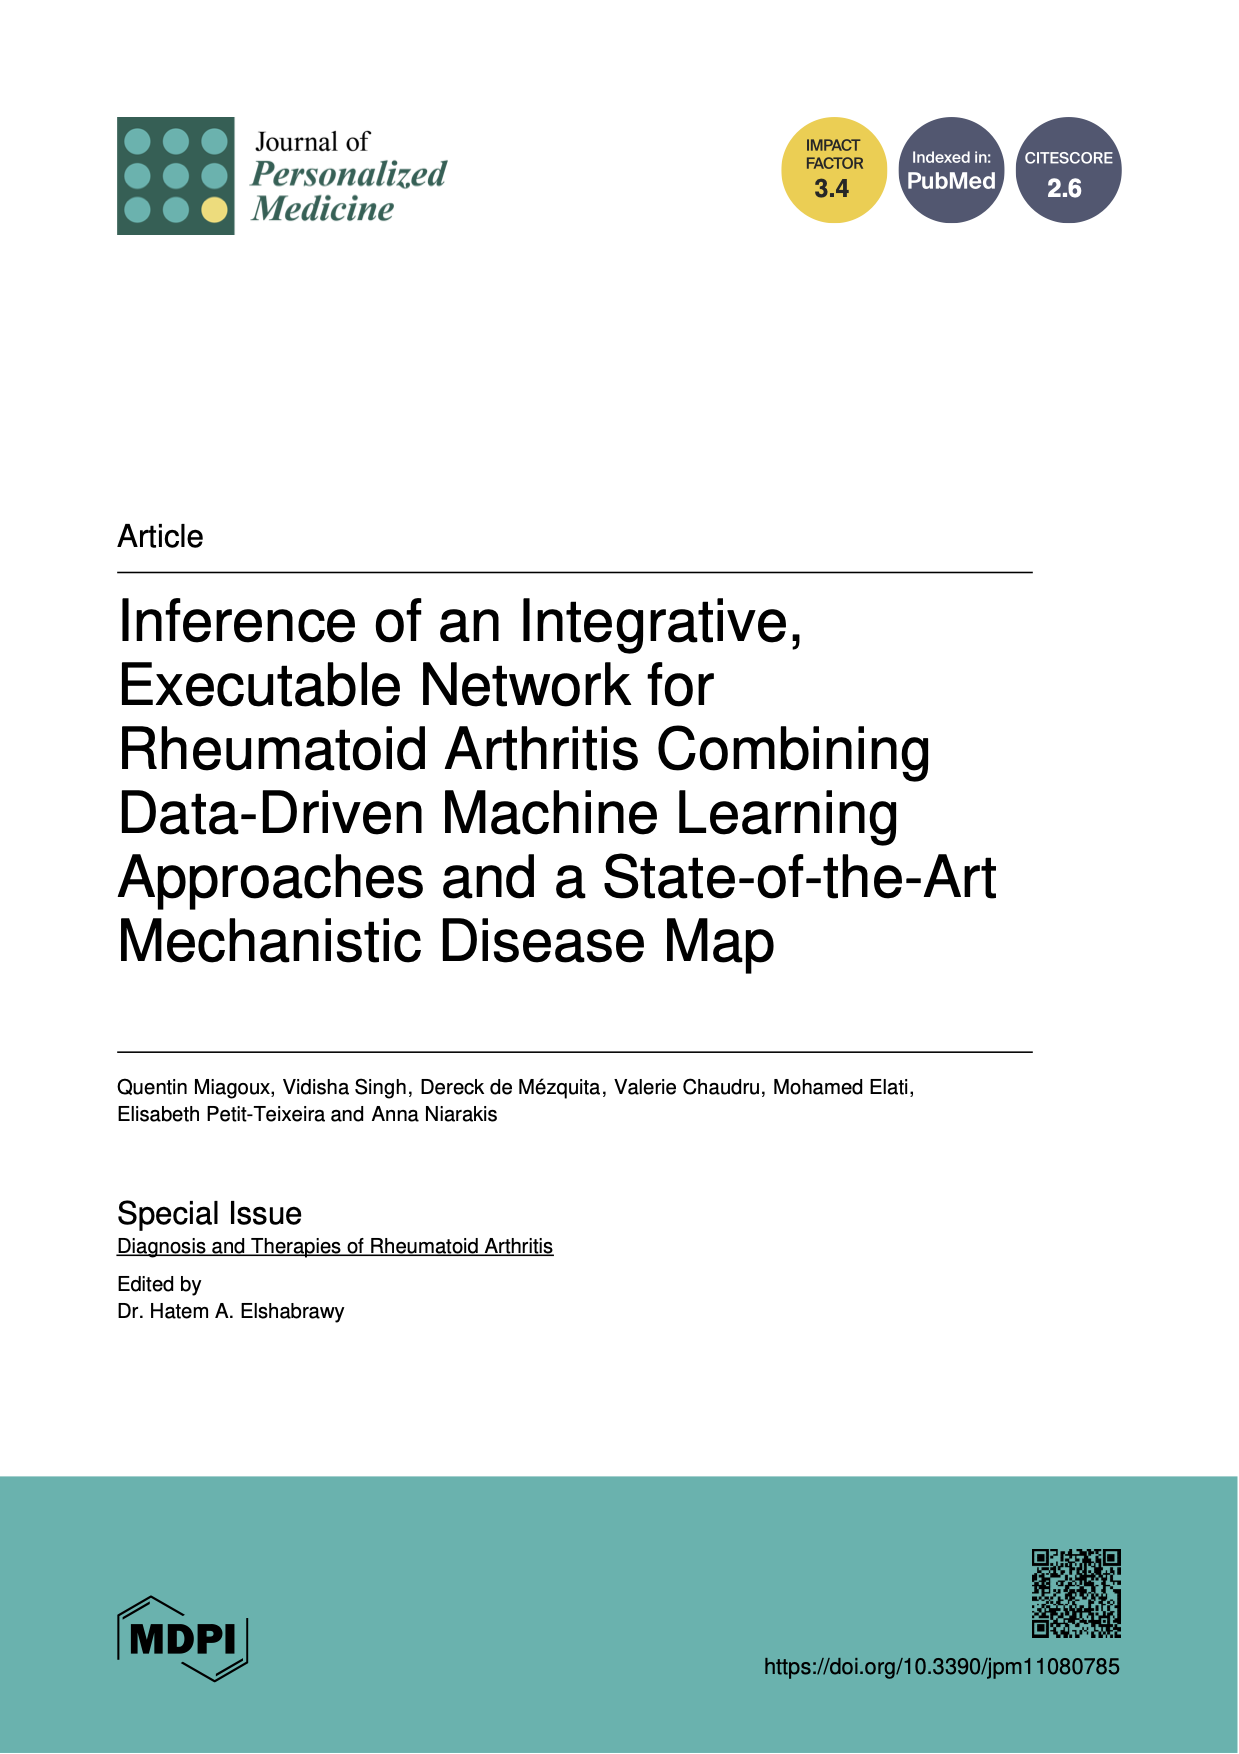 Journal of
Personalized
Medicine
IMPACT
FACTOR
3.4
Indexed in:
PubMed
CITESCORE
2.6
Article
Inference of an Integrative,
Executable Network for
Rheumatoid Arthritis Combining
Data-Driven Machine Learning
Approaches and a State-of-the-Art
Mechanistic Disease Map
Quentin Miagoux, Vidisha Singh, Dereck de Mézquita, Valerie Chaudru, Mohamed Elati,
Elisabeth Petit-Teixeira and Anna Niarakis
Special Issue
Diagnosis and Therapies of Rheumatoid Arthritis
Edited by
Dr. Hatem A. Elshabrawy
MDPI
https://doi.org/10.3390/jpm11080785